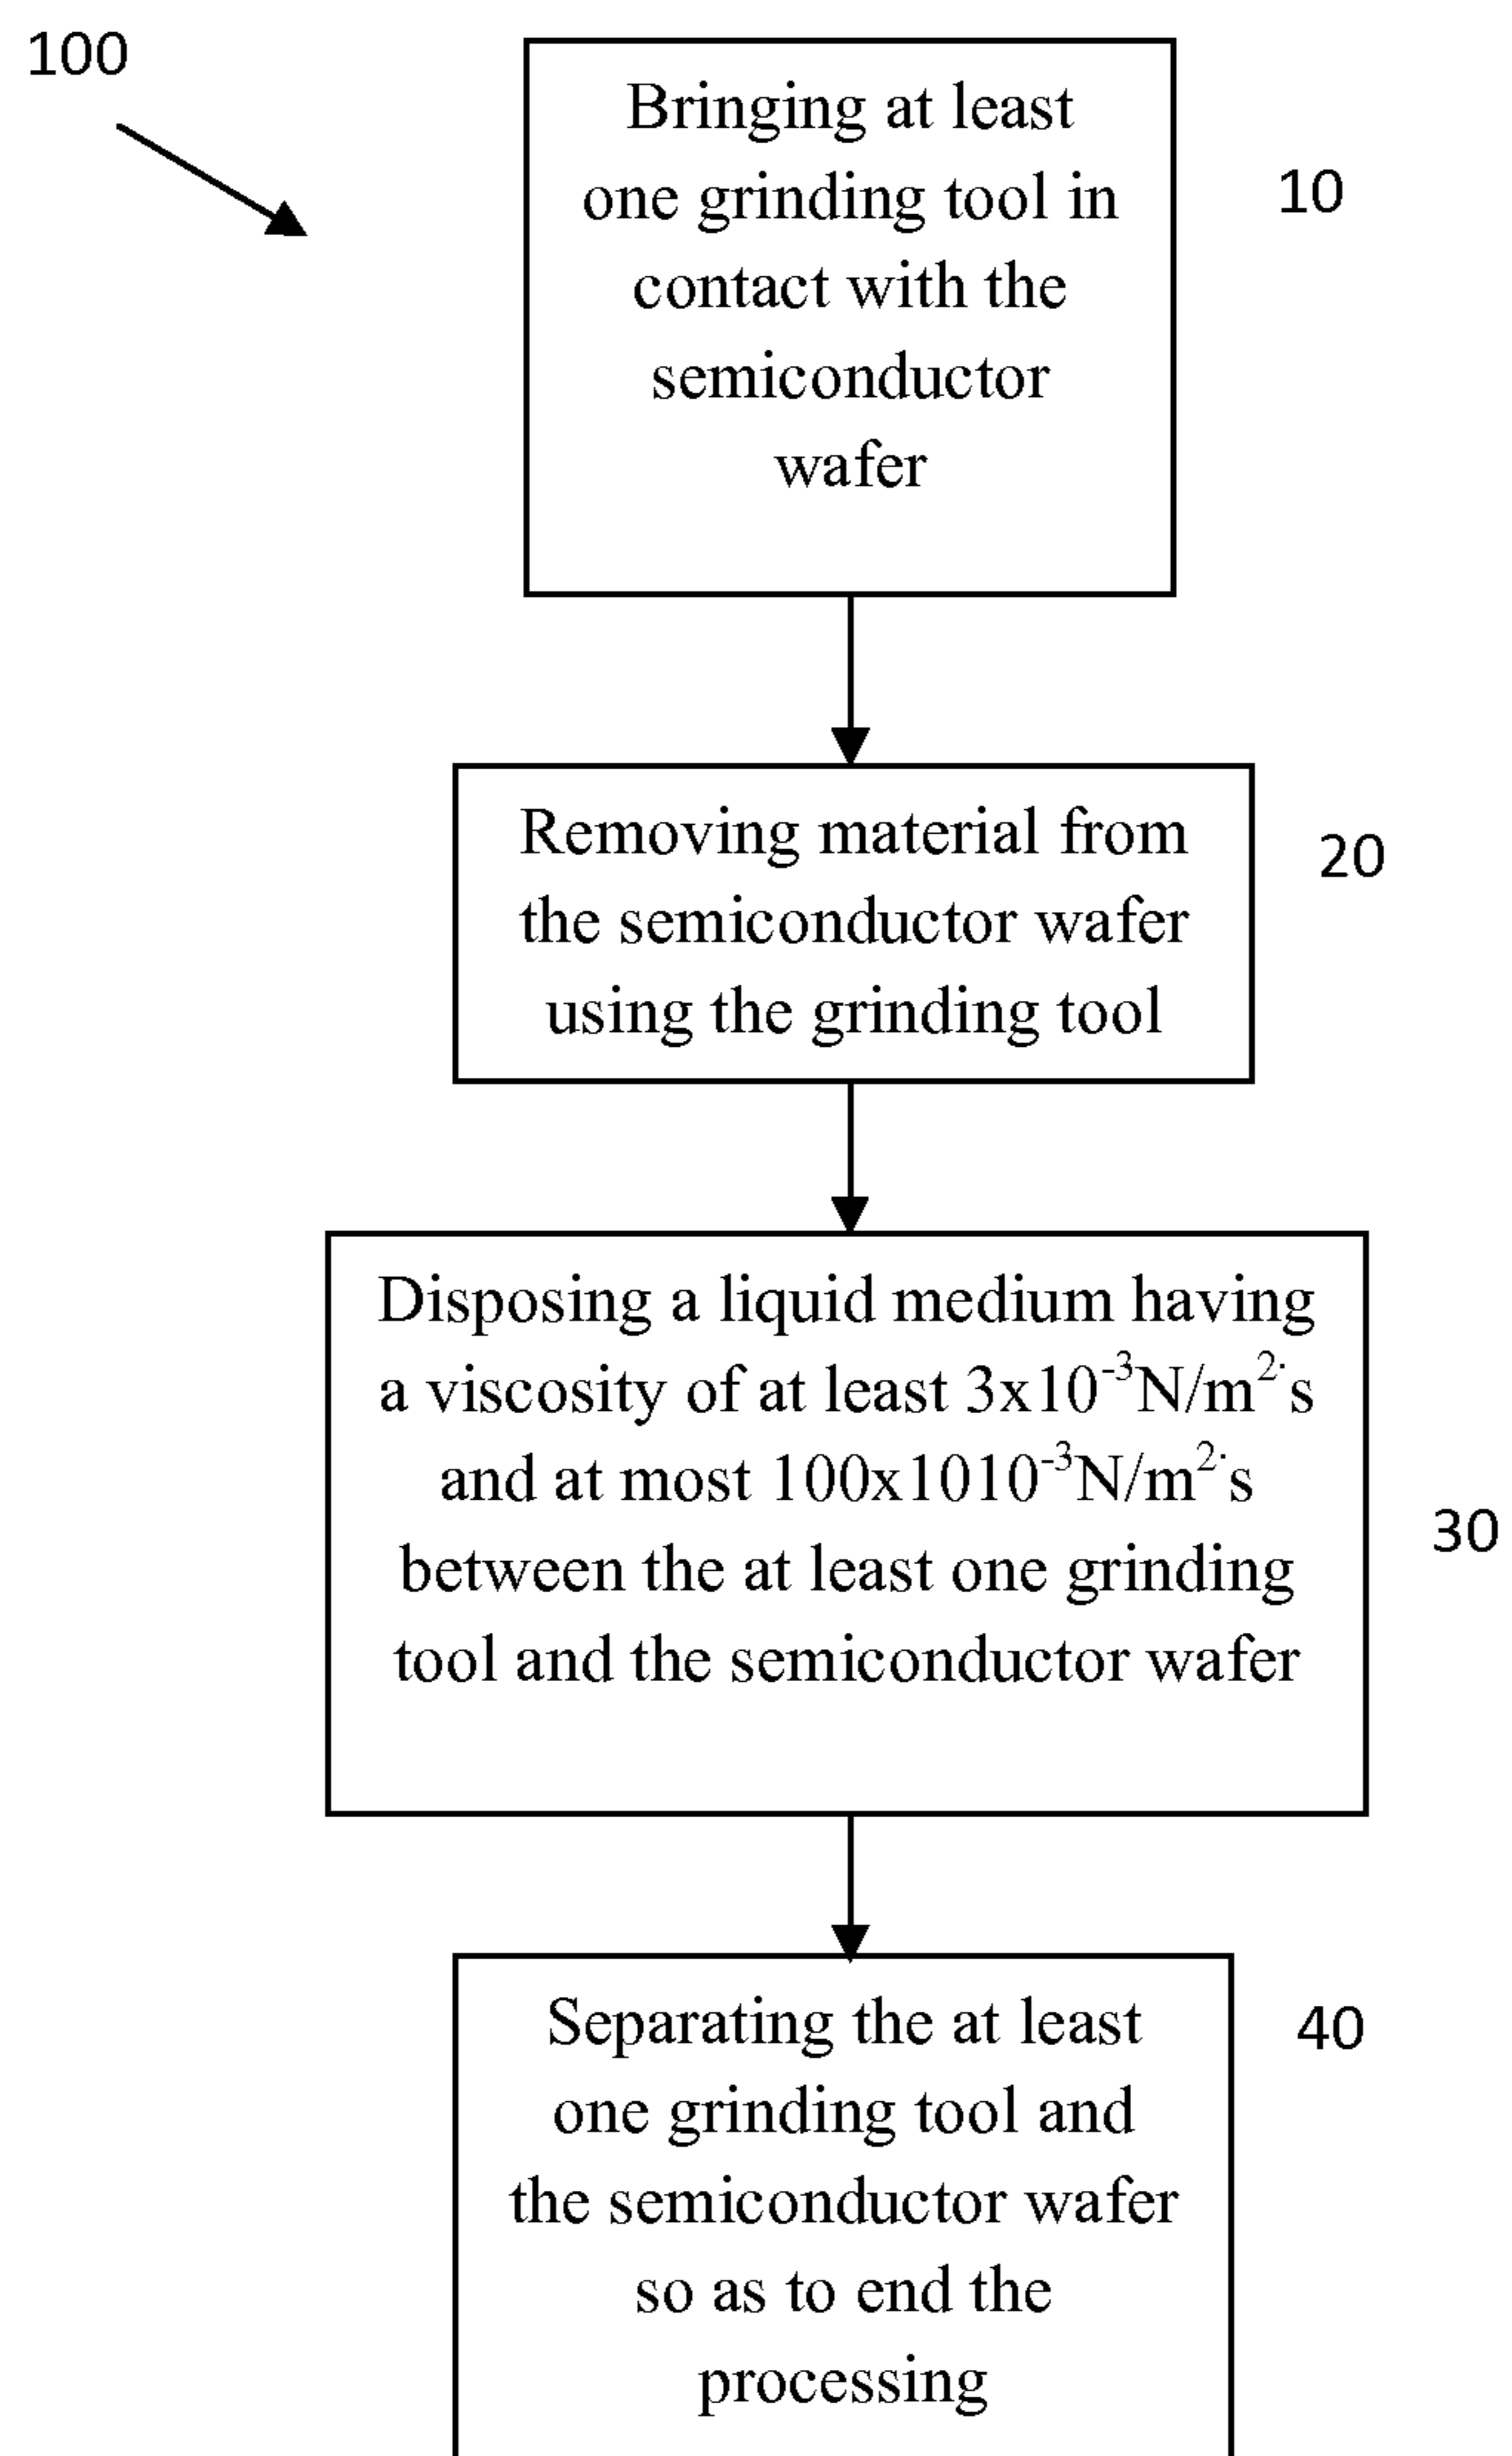 100
Bringing at least
one grinding tool in
contact with the
semiconductor
wafer
10
Removing material from
the semiconductor wafer
using the grinding tool
20
Disposing a liquid medium having
a viscosity of at least 3x10⁻³N/m²˙s
and at most 100x1010⁻³N/m²˙s
between the at least one grinding
tool and the semiconductor wafer
30
Separating the at least
one grinding tool and
the semiconductor wafer
so as to end the
processing
40